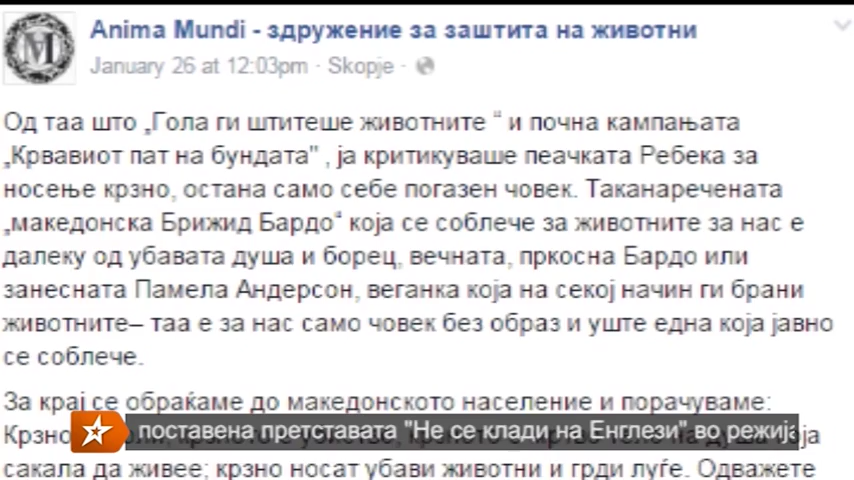 Anima Mundi - здружение за заштита на животни
January 26 at 12:03pm · Skopje ·
Од таа што „Гола ги штитеше животните “ и почна кампањата
„Крвавиот пат на бундата" , ја критикуваше пеачката Ребека за
носење крзно, остана само себе погазен човек. Таканаречената
„македонска Брижид Бардо“ која се соблече за животните за нас е
далеку од убавата душа и борец, вечната, пркосна Бардо или
занесната Памела Андерсон, веганка која на секој начин ги брани
животните– таа е за нас само човек без образ и уште една која јавно
се соблече.
За крај се обраќаме до македонското население и порачуваме:
Крзно
поставена претставата "Не се клади на Енглези" во режија
сакала да живее; крзно носат убави животни и грди луѓе. Одважете